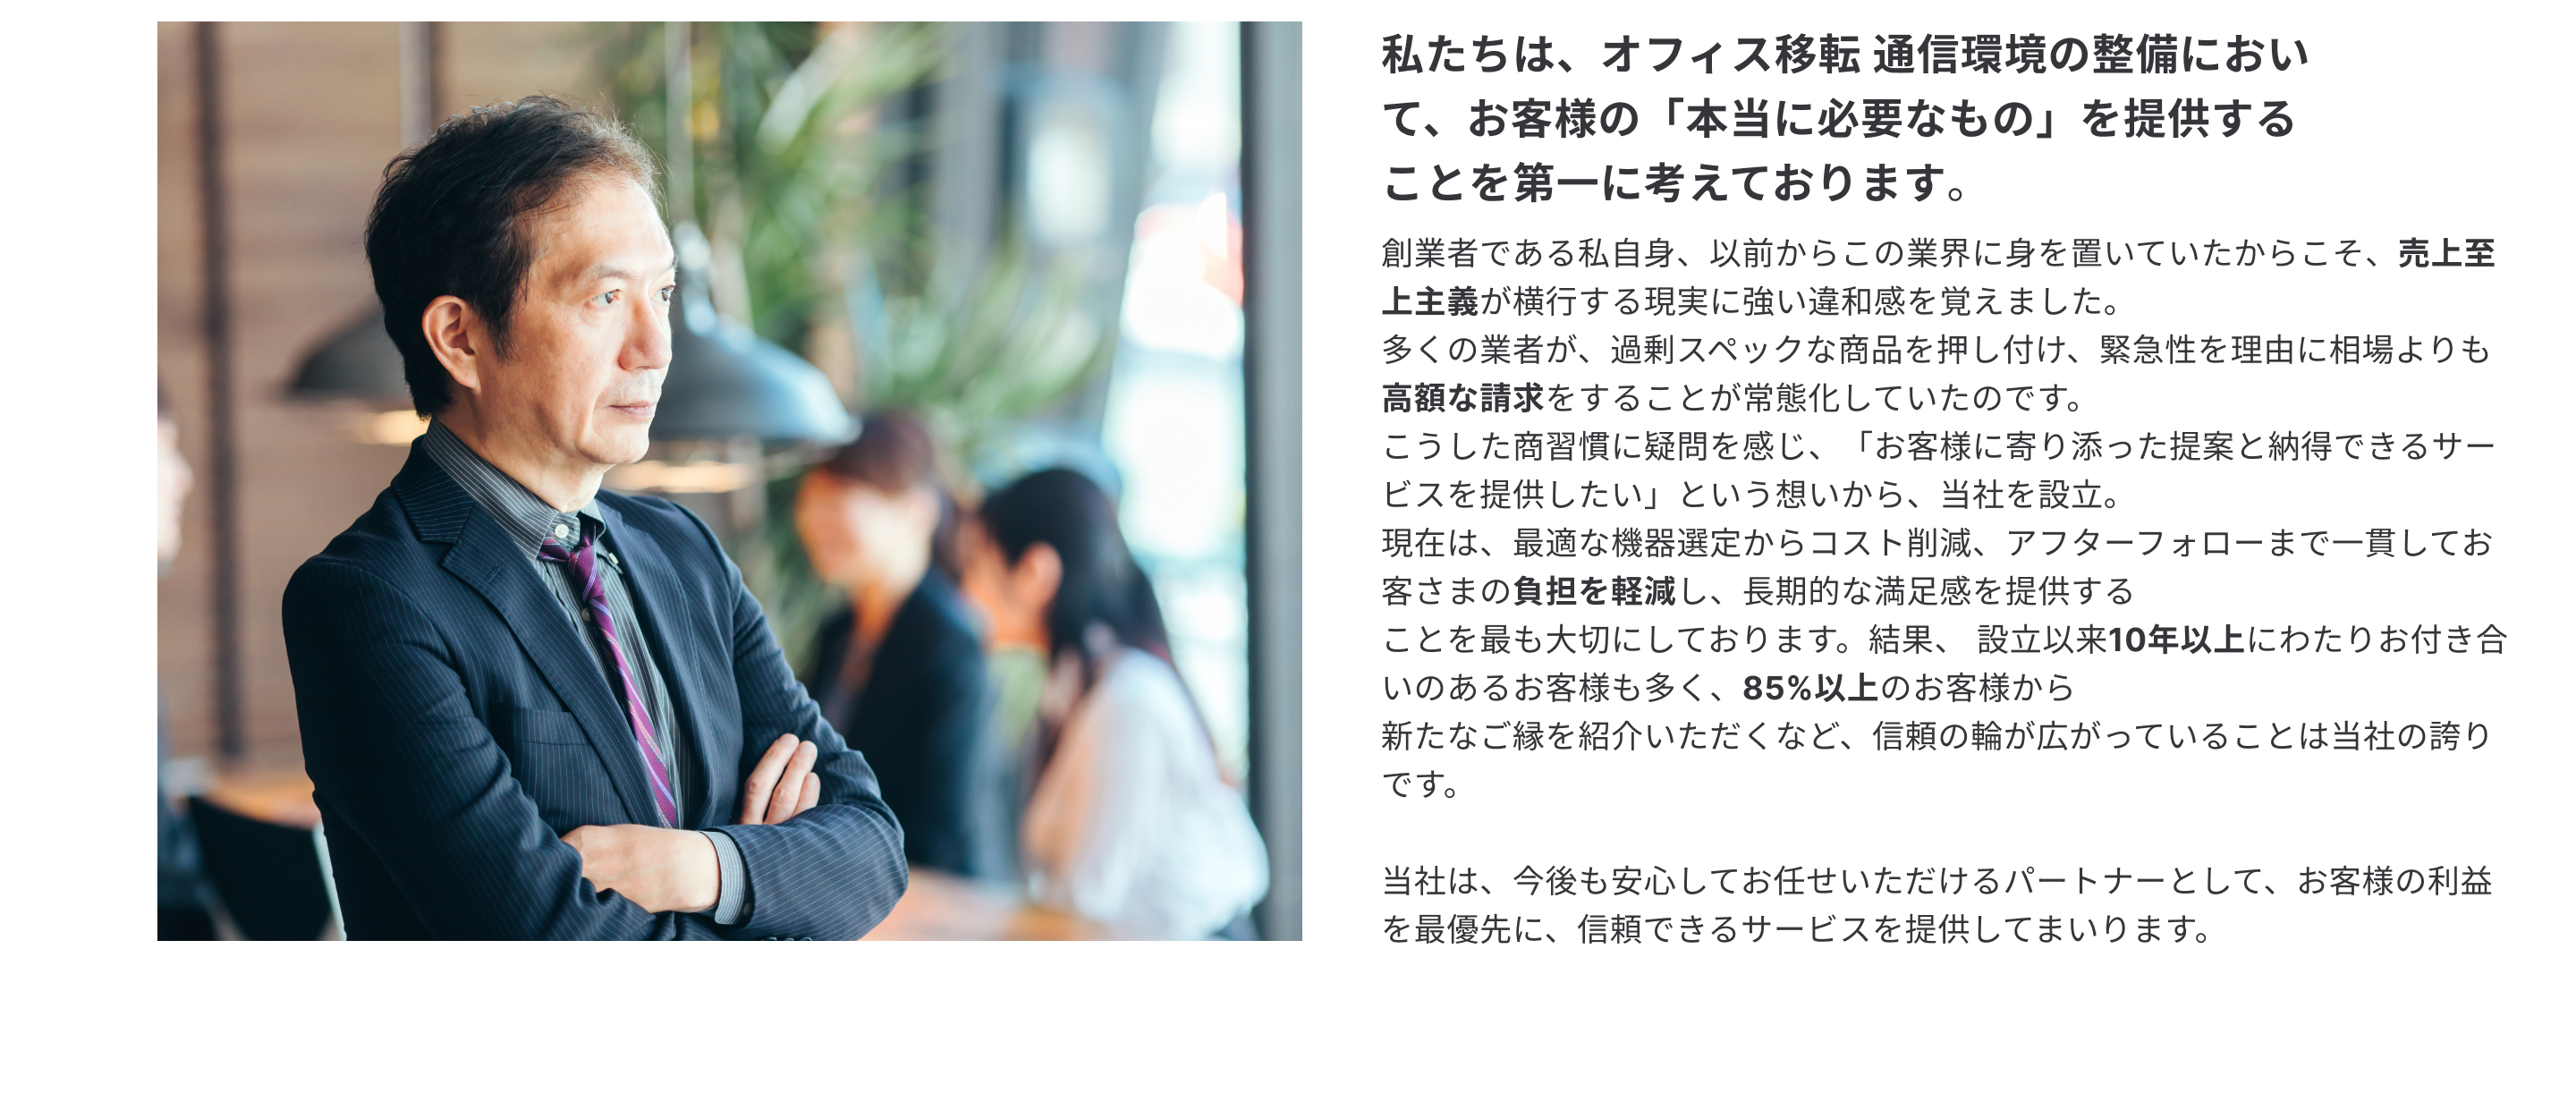 私たちは、オフィス移転 通信環境の整備におい
て、お客様の「本当に必要なもの」を提供する
ことを第一に考えております。
創業者である私自身、以前からこの業界に身を置いていたからこそ、売上至
上主義が横行する現実に強い違和感を覚えました。
多くの業者が、過剰スペックな商品を押し付け、緊急性を理由に相場よりも
高額な請求をすることが常態化していたのです。
こうした商習慣に疑問を感じ、「お客様に寄り添った提案と納得できるサー
ビスを提供したい」という想いから、当社を設立。
現在は、最適な機器選定からコスト削減、アフターフォローまで一貫してお
客さまの負担を軽減し、長期的な満足感を提供する
ことを最も大切にしております。結果、 設立以来10年以上にわたりお付き合
いのあるお客様も多く、85%以上のお客様から
新たなご縁を紹介いただくなど、信頼の輪が広がっていることは当社の誇り
です。
当社は、今後も安心してお任せいただけるパートナーとして、お客様の利益
を最優先に、信頼できるサービスを提供してまいります。